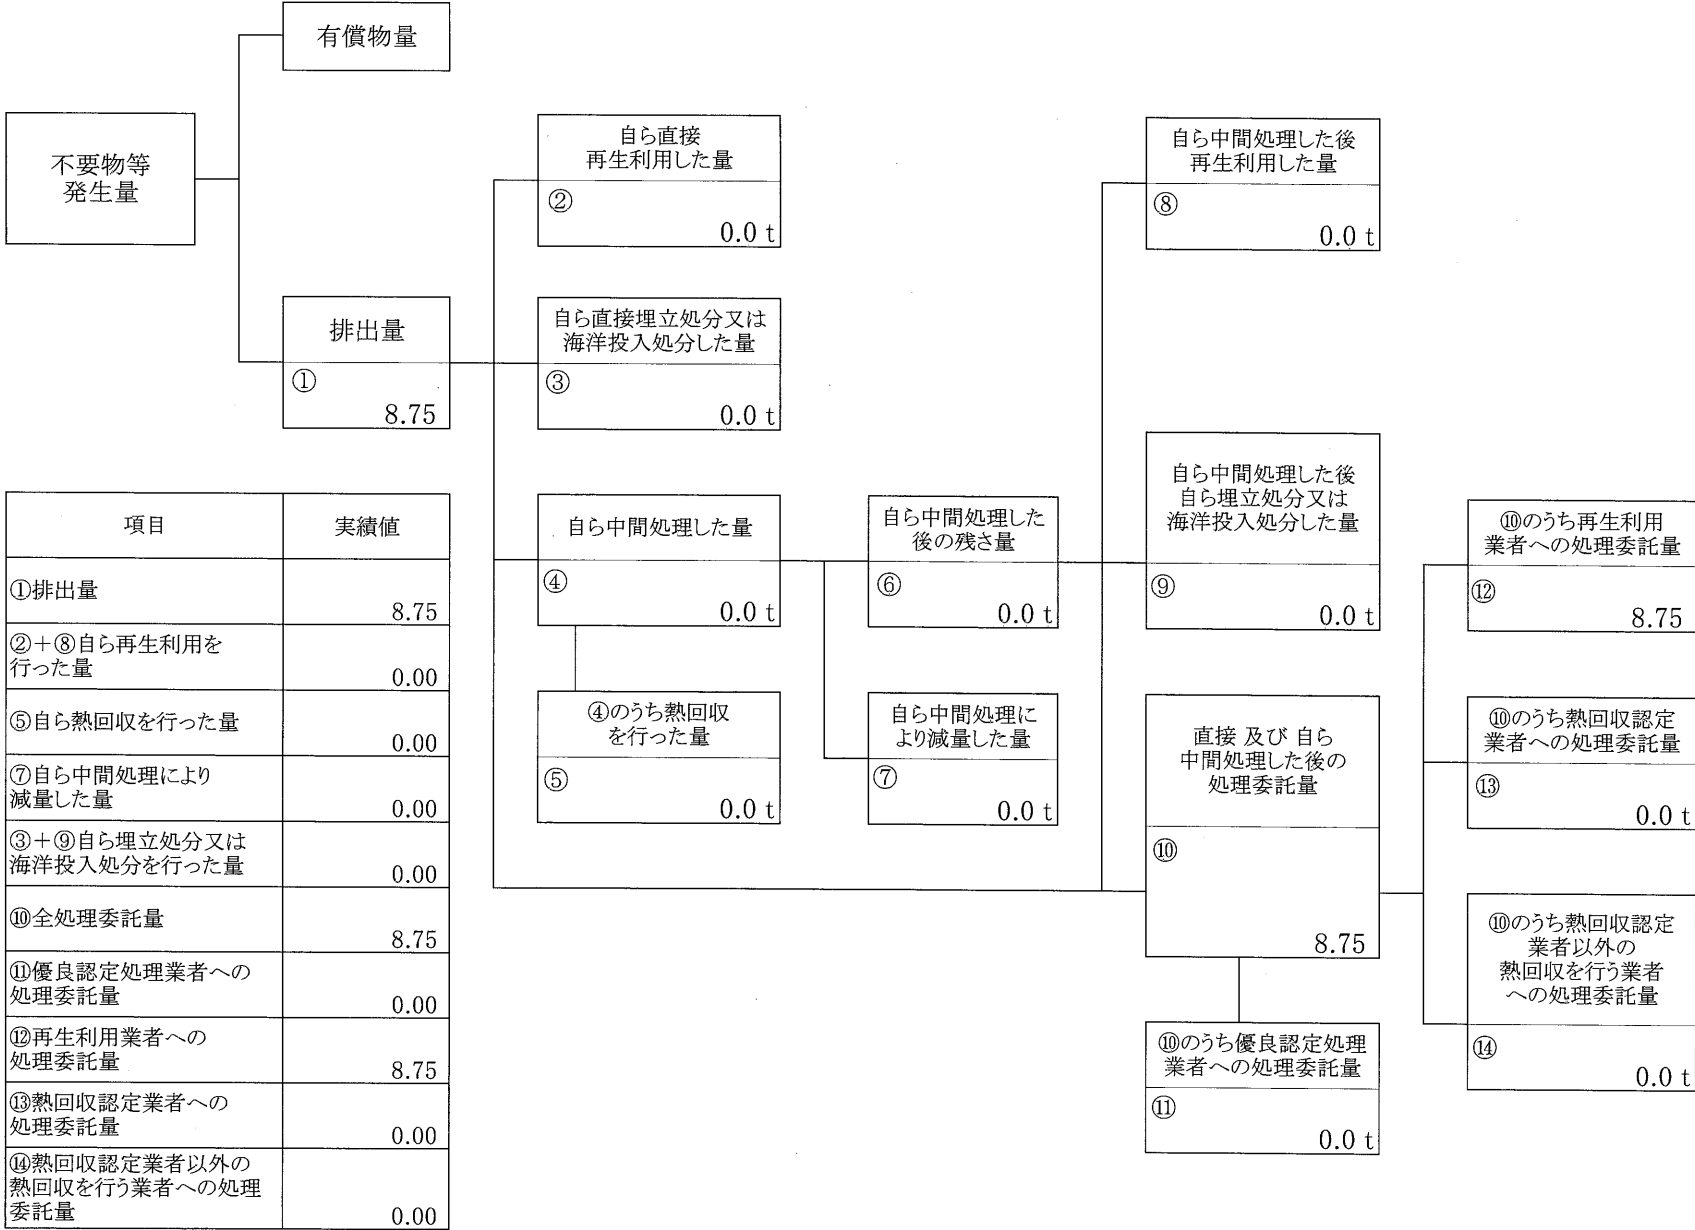 有償物量
不要物等
発生量
排出量
①
8.75
自ら直接
再生利用した量
②
0.0 t
自ら直接埋立処分又は
海洋投入処分した量
③
0.0 t
自ら中間処理した量
④
0.0 t
④のうち熱回収
を行った量
⑤
0.0 t
自ら中間処理した
後の残さ量
⑥
0.0 t
自ら中間処理に
より減量した量
⑦
0.0 t
自ら中間処理した後
再生利用した量
⑧
0.0 t
自ら中間処理した後
自ら埋立処分又は
海洋投入処分した量
⑨
0.0 t
直接 及び 自ら
中間処理した後の
処理委託量
⑩
8.75
⑩のうち優良認定処理
業者への処理委託量
⑪
0.0 t
⑩のうち再生利用
業者への処理委託量
⑫
8.75
⑩のうち熱回収認定
業者への処理委託量
⑬
0.0 t
⑩のうち熱回収認定
業者以外の
熱回収を行う業者
への処理委託量
⑭
0.0 t
項目 実績値
①排出量
8.75
②＋⑧自ら再生利用を
行った量
0.00
⑤自ら熱回収を行った量
0.00
⑦自ら中間処理により
減量した量
0.00
③＋⑨自ら埋立処分又は
海洋投入処分を行った量
0.00
⑩全処理委託量
8.75
⑪優良認定処理業者への
処理委託量
0.00
⑫再生利用業者への
処理委託量
8.75
⑬熱回収認定業者への
処理委託量
0.00
⑭熱回収認定業者以外の
熱回収を行う業者への処理
委託量
0.00